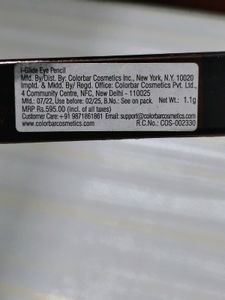 I-Glide Eye Pencil
Mfd. By/Dist. By: Colorbar Cosmetics Inc., New York, N.Y. 10020
Imptd. & Mktd. By/ Regd. Office: Colorbar Cosmetics Pvt. Ltd.,
4 Community Centre, NFC, New Delhi - 110025
Mfd.: 07/22, Use before: 02/25, B.No.: See on pack. Net Wt.: 1.1g
MRP Rs.595.00 (incl. of all taxes)
Customer Care:+91 9871861861 Email: support@colorbarcosmetics.com
www.colorbarcosmetics.com R.C.No.: COS-002330